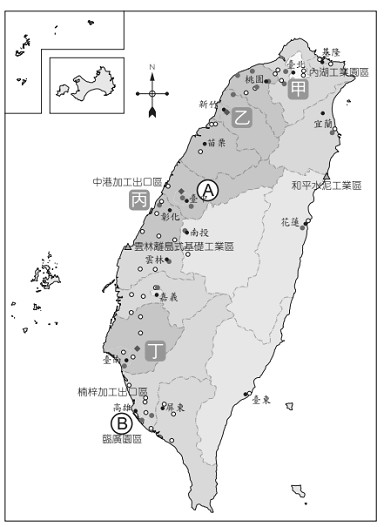 N
基隆
臺北
內湖工業園區
桃園
甲
新竹
乙
宜蘭
苗栗
中港加工出口區
A
和平水泥工業區
丙
臺中
彰化
花蓮
南投
雲林離島式基礎工業區
雲林
嘉義
丁
臺南
楠梓加工出口區
臺東
高雄
屏東
B
臨廣園區